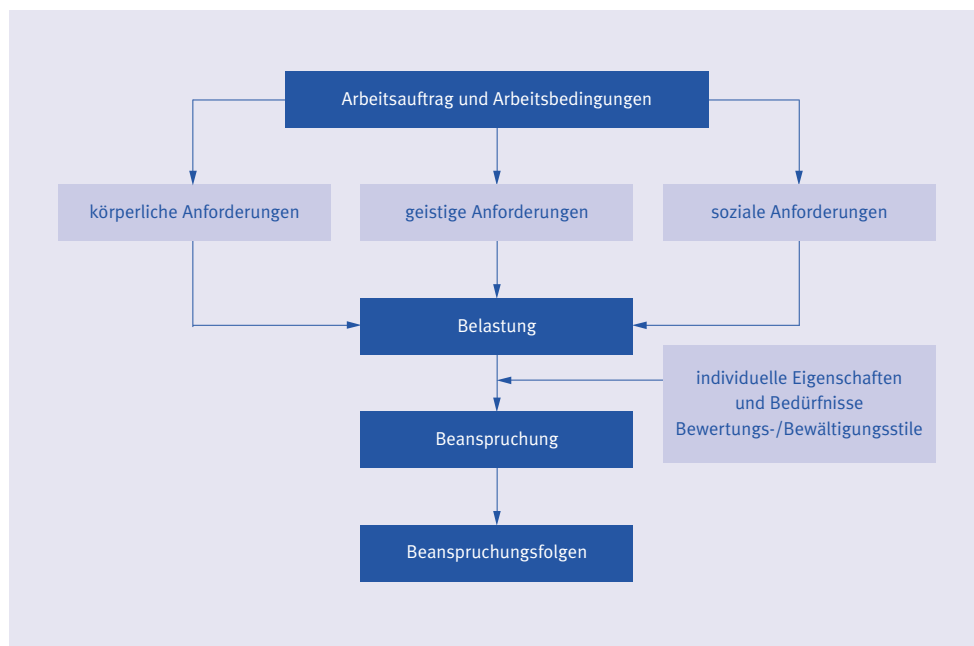 Arbeitsauftrag und Arbeitsbedingungen
körperliche Anforderungen
geistige Anforderungen
soziale Anforderungen
Belastung
individuelle Eigenschaften
und Bedürfnisse
Bewertungs-/Bewältigungsstile
Beanspruchung
Beanspruchungsfolgen